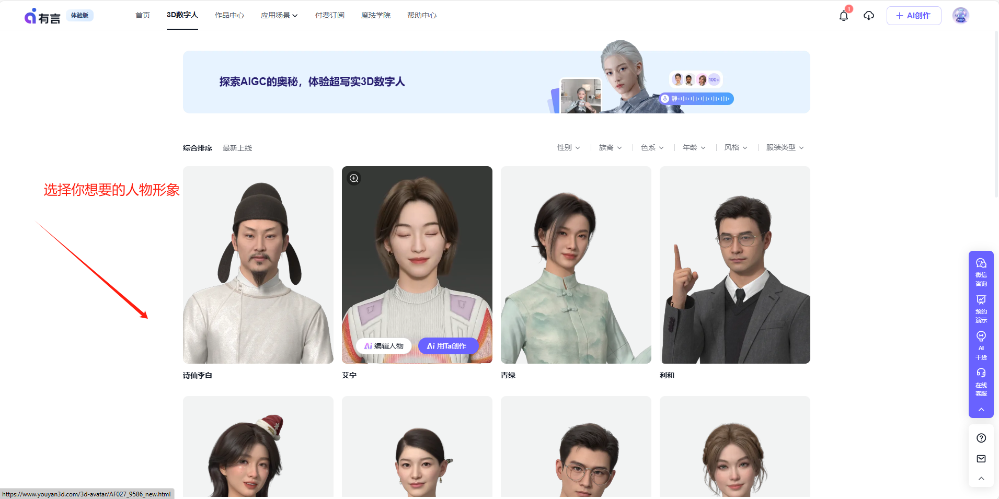 有言
体验版
首页
3D数字人
作品中心
应用场景
付费订阅
魔珐学院
帮助中心
1
AI创作
探索AIGC的奥秘，体验超写实3D数字人
100+
静
综合排序
最新上线
性别
族裔
色系
年龄
风格
服装类型
选择你想要的人物形象
Ai 编辑人物
Ai 用Ta创作
诗仙李白
艾宁
青绿
利和
微信
咨询
预约
演示
AI
干货
在线
客服
https://www.youyan3d.com/3d-avatar/AF027_9586_new.html